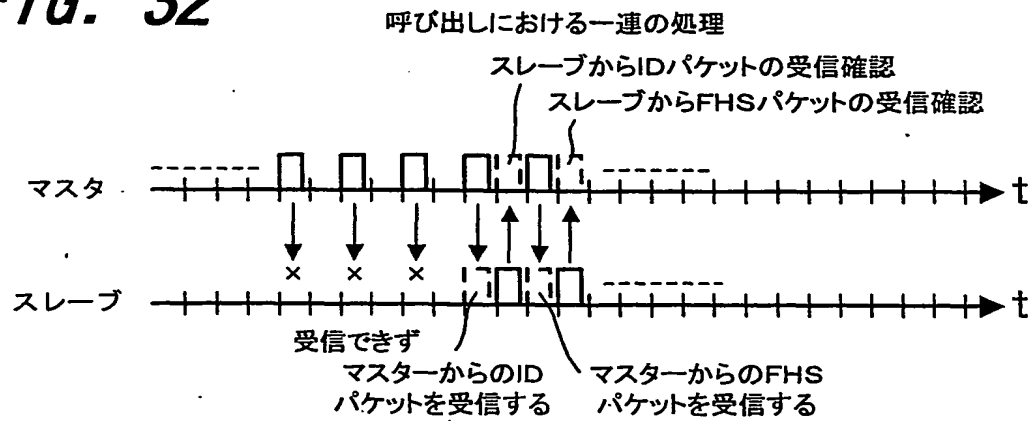 FIG. 32
呼び出しにおける一連の処理
スレーブからIDパケットの受信確認
スレーブからFHSパケットの受信確認
マスタ
t
× × ×
スレーブ
t
受信できず
マスターからのID
パケットを受信する
マスターからのFHS
パケットを受信する